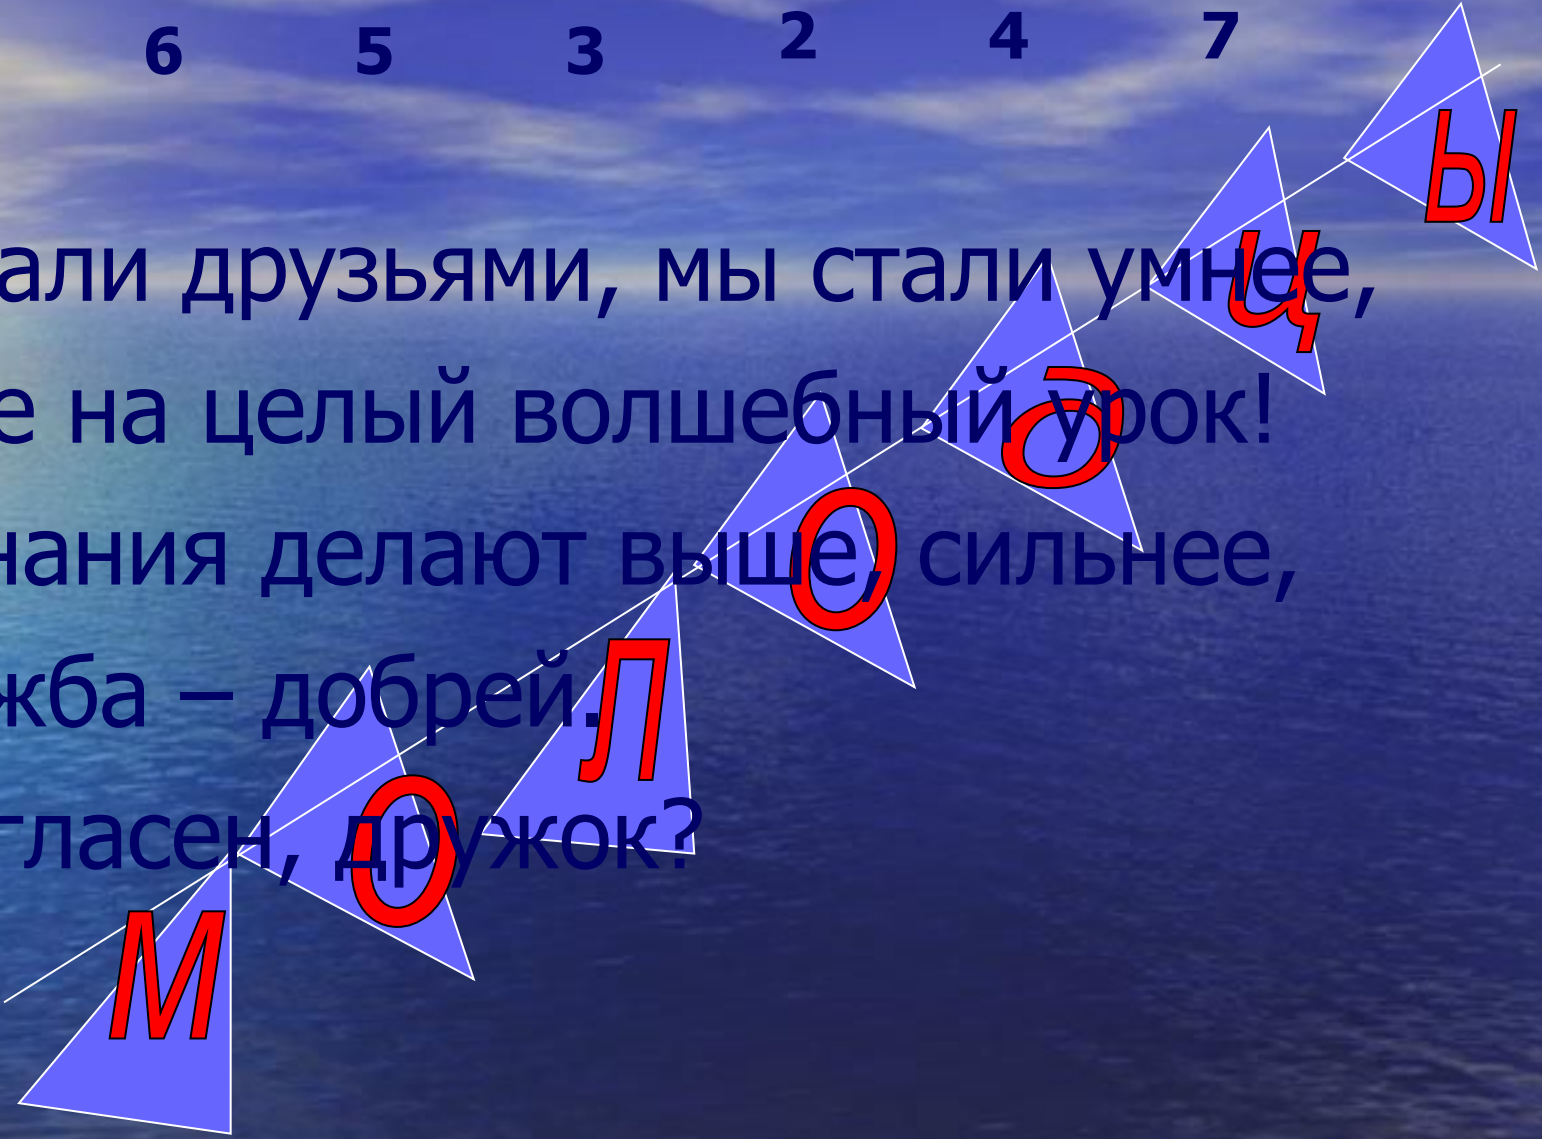 6 5 3 2 4 7
али друзьями, мы стали умнее,
е на целый волшебный урок!
нания делают выше, сильнее,
жба – добрей.
гласен, дружок?
молодцы